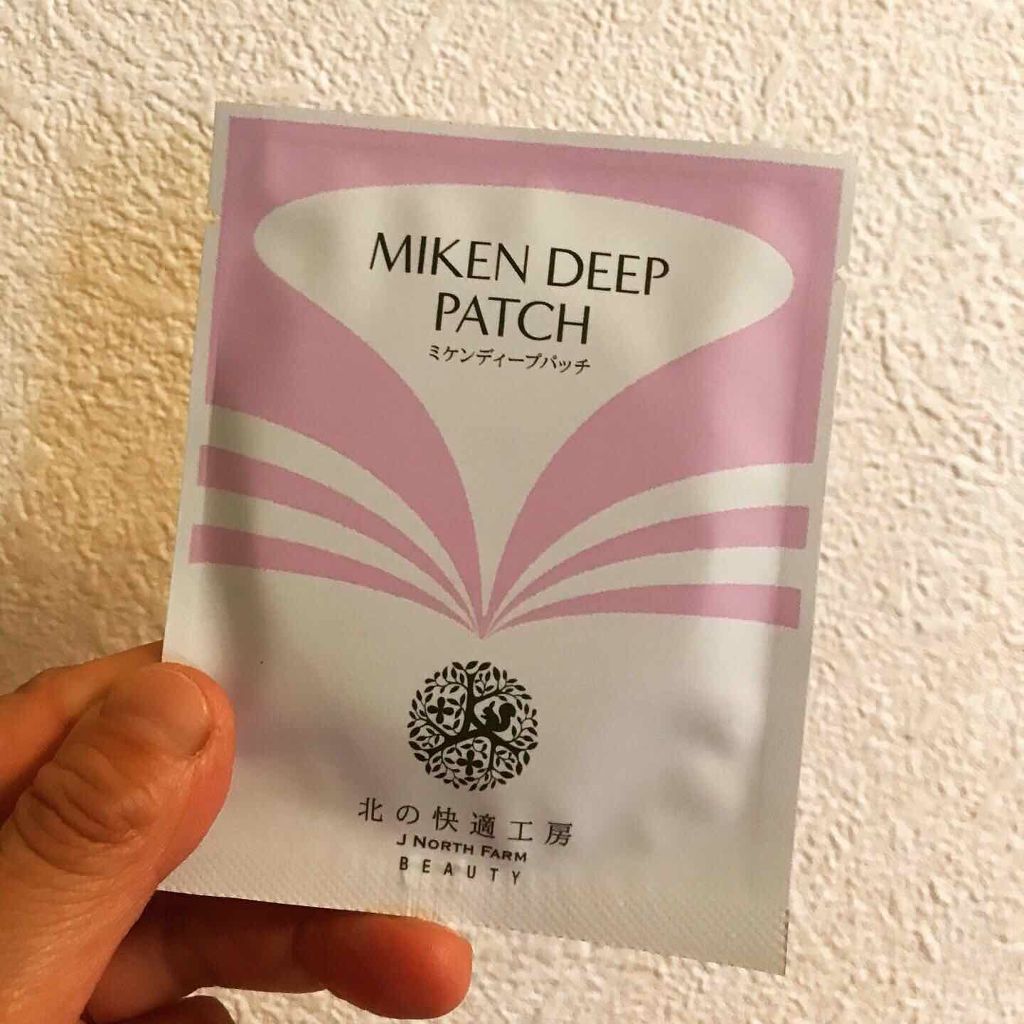 MIKEN DEEP
PATCH
ミケンディープパッチ
北の快適工房
J NORTH FARM
BEAUTY